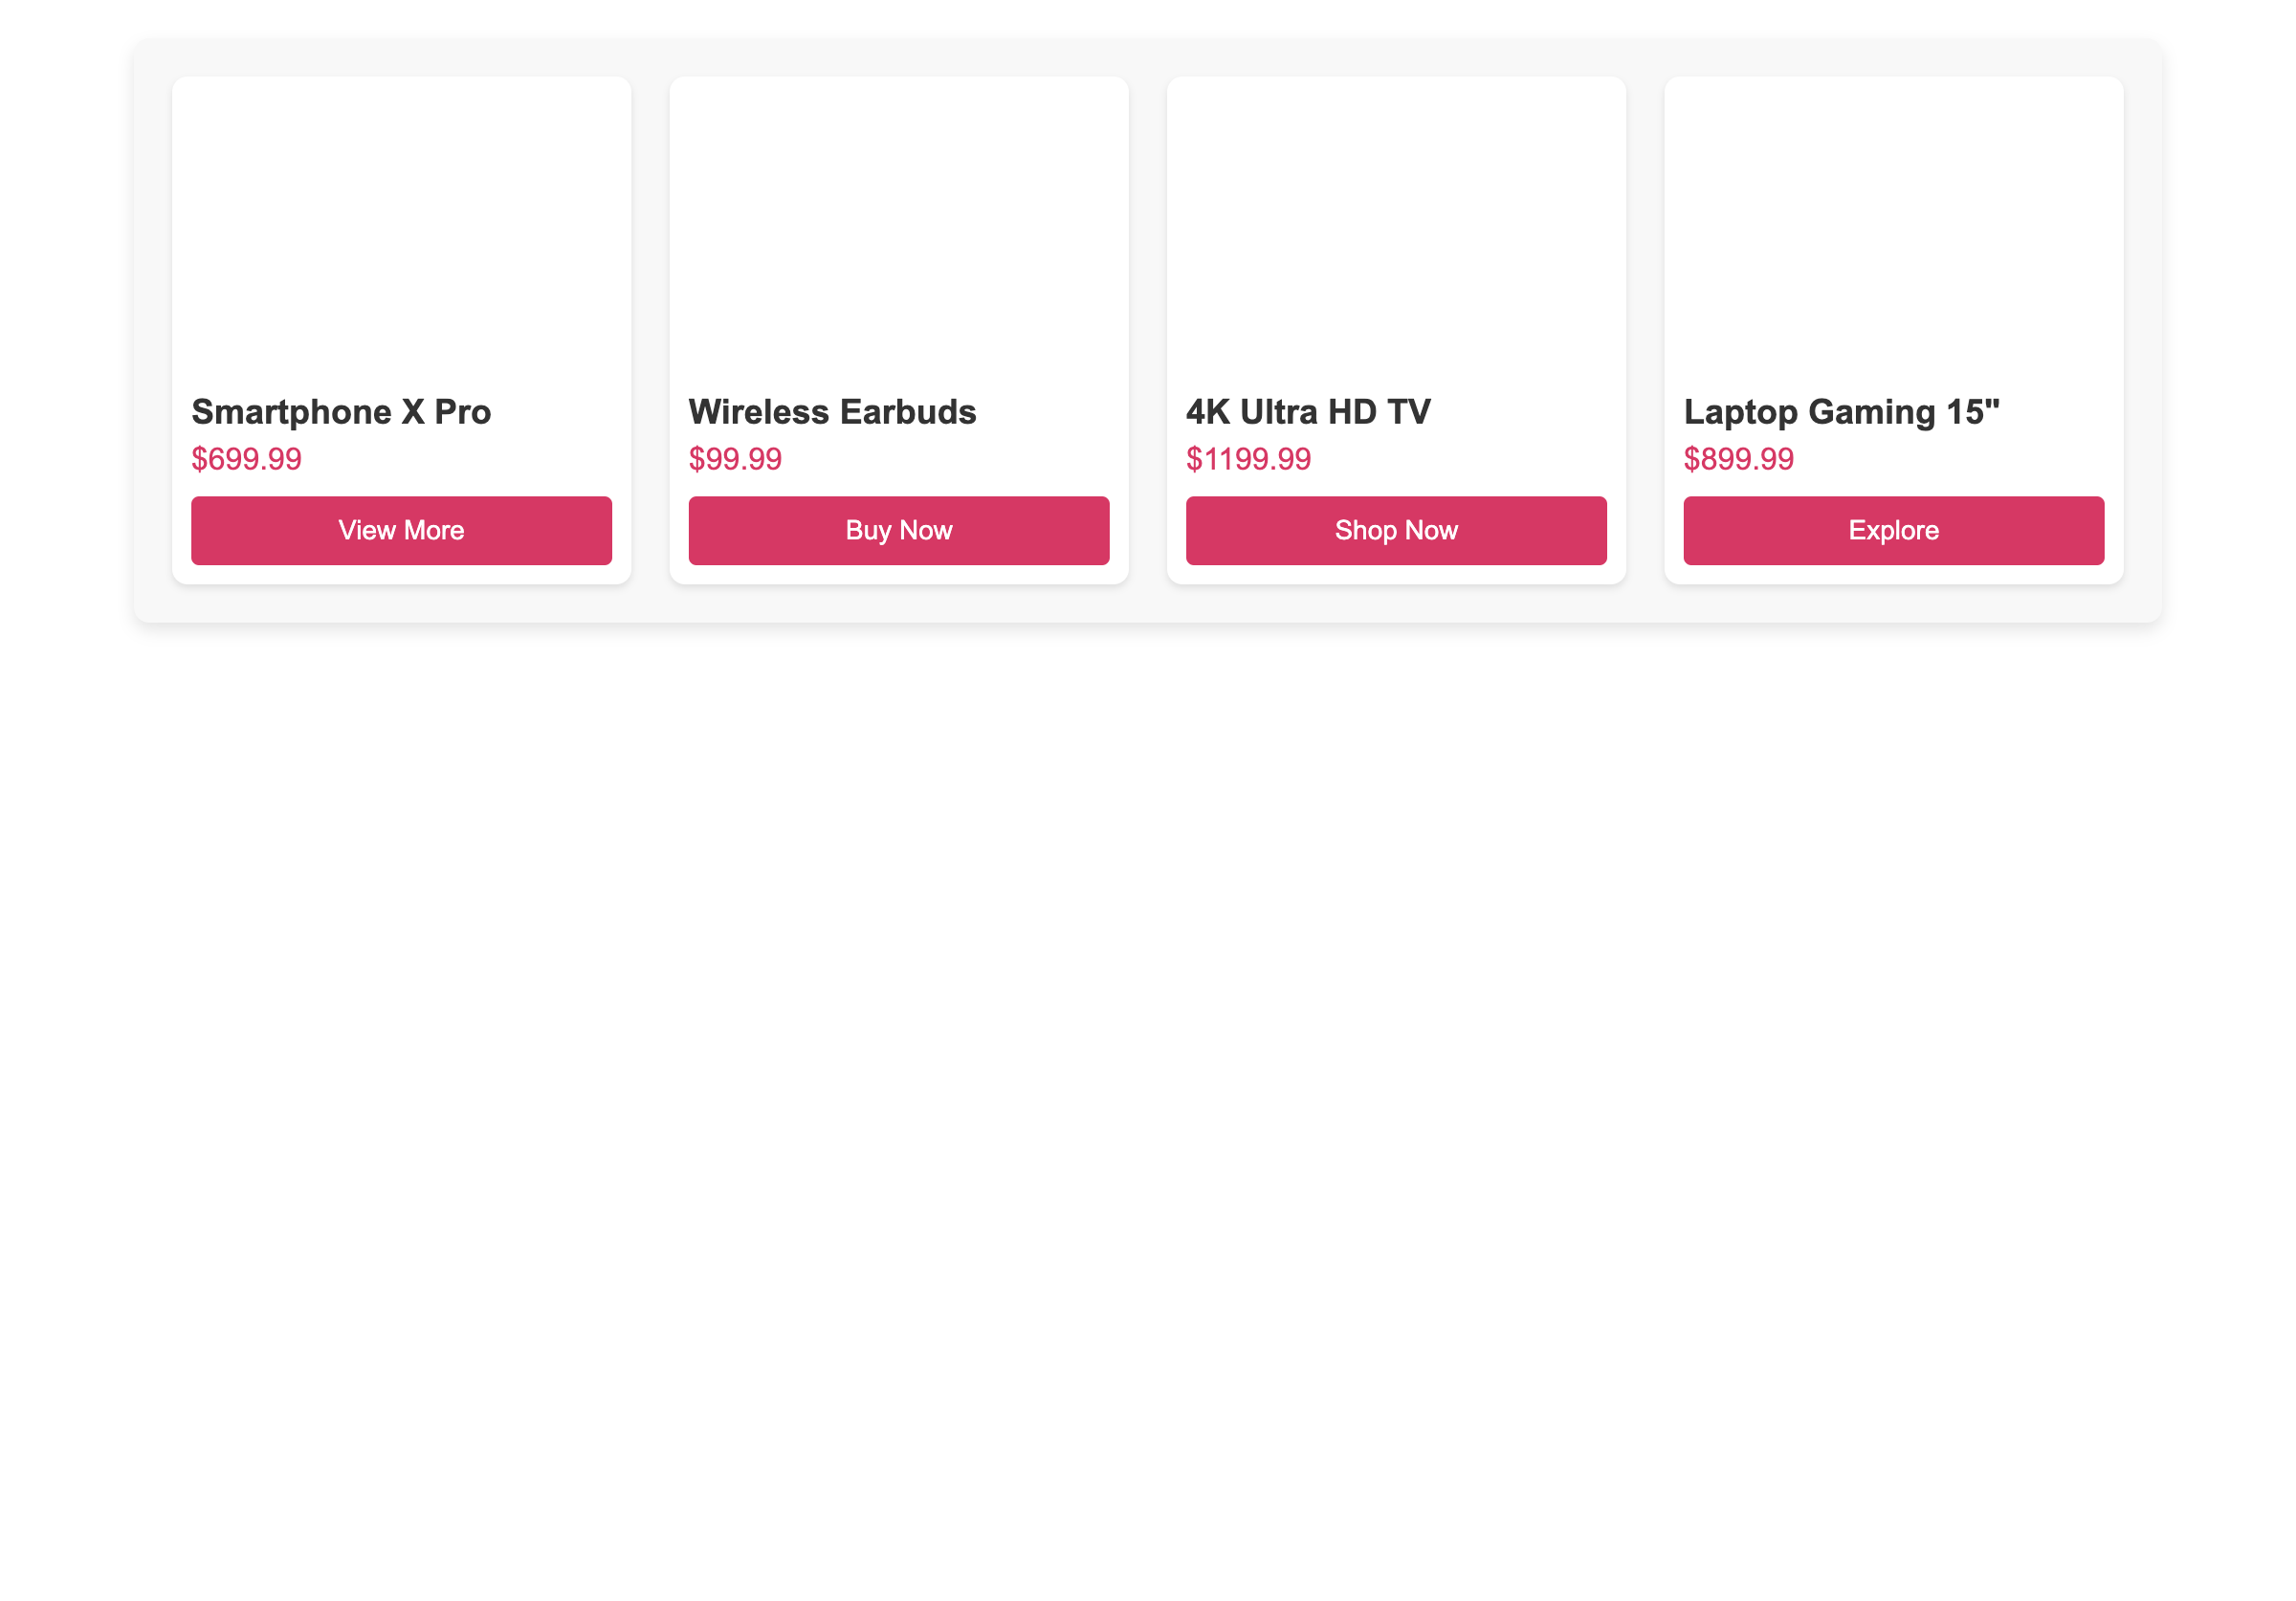 Smartphone X Pro
$699.99
View More
Wireless Earbuds
$99.99
Buy Now
4K Ultra HD TV
$1199.99
Shop Now
Laptop Gaming 15"
$899.99
Explore